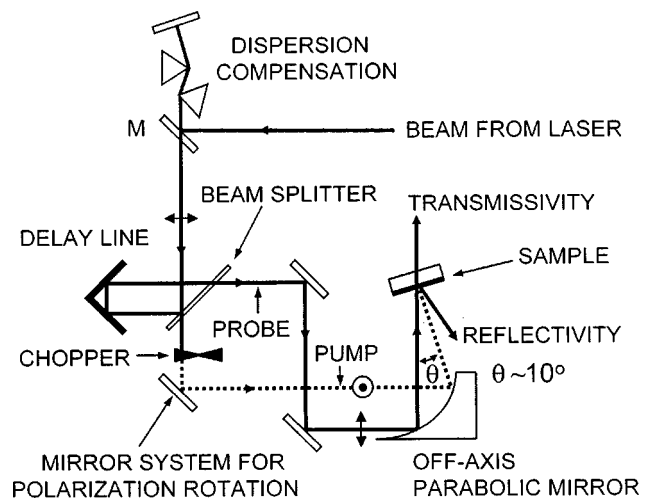 DISPERSION
COMPENSATION
M
BEAM FROM LASER
BEAM SPLITTER
TRANSMISSIVITY
DELAY LINE
SAMPLE
PROBE
REFLECTIVITY
CHOPPER
PUMP
θ
θ ~10°
MIRROR SYSTEM FOR
POLARIZATION ROTATION
OFF-AXIS
PARABOLIC MIRROR